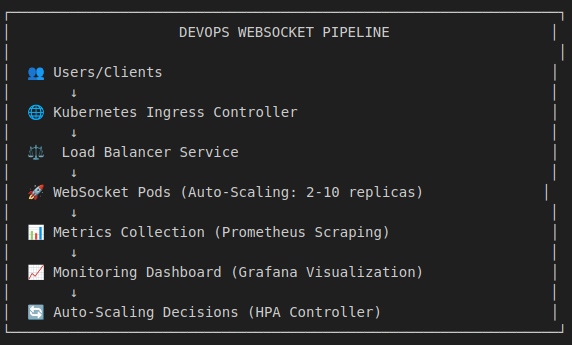 DEVOPS WEBSOCKET PIPELINE
👥 Users/Clients
↓
🌐 Kubernetes Ingress Controller
↓
⚖️ Load Balancer Service
↓
🚀 WebSocket Pods (Auto-Scaling: 2-10 replicas)
↓
📊 Metrics Collection (Prometheus Scraping)
↓
📈 Monitoring Dashboard (Grafana Visualization)
↓
🔄 Auto-Scaling Decisions (HPA Controller)